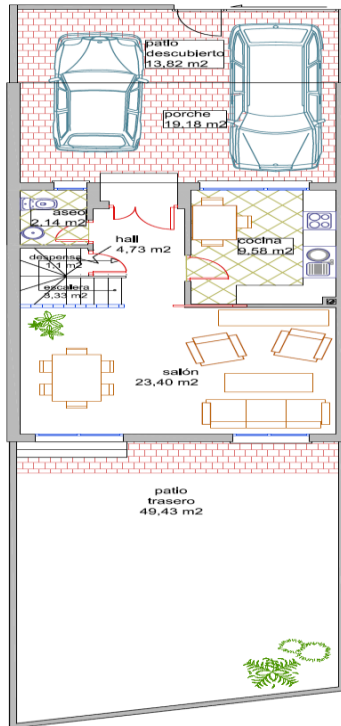 patio
descubierto
13,82 m2
porche
19,18 m2
aseo
2,14 m2
hall
4,73 m2
cocina
9,58 m2
despensa
1,1 m2
escalera
3,33 m2
salón
23,40 m2
patio
trasero
49,43 m2